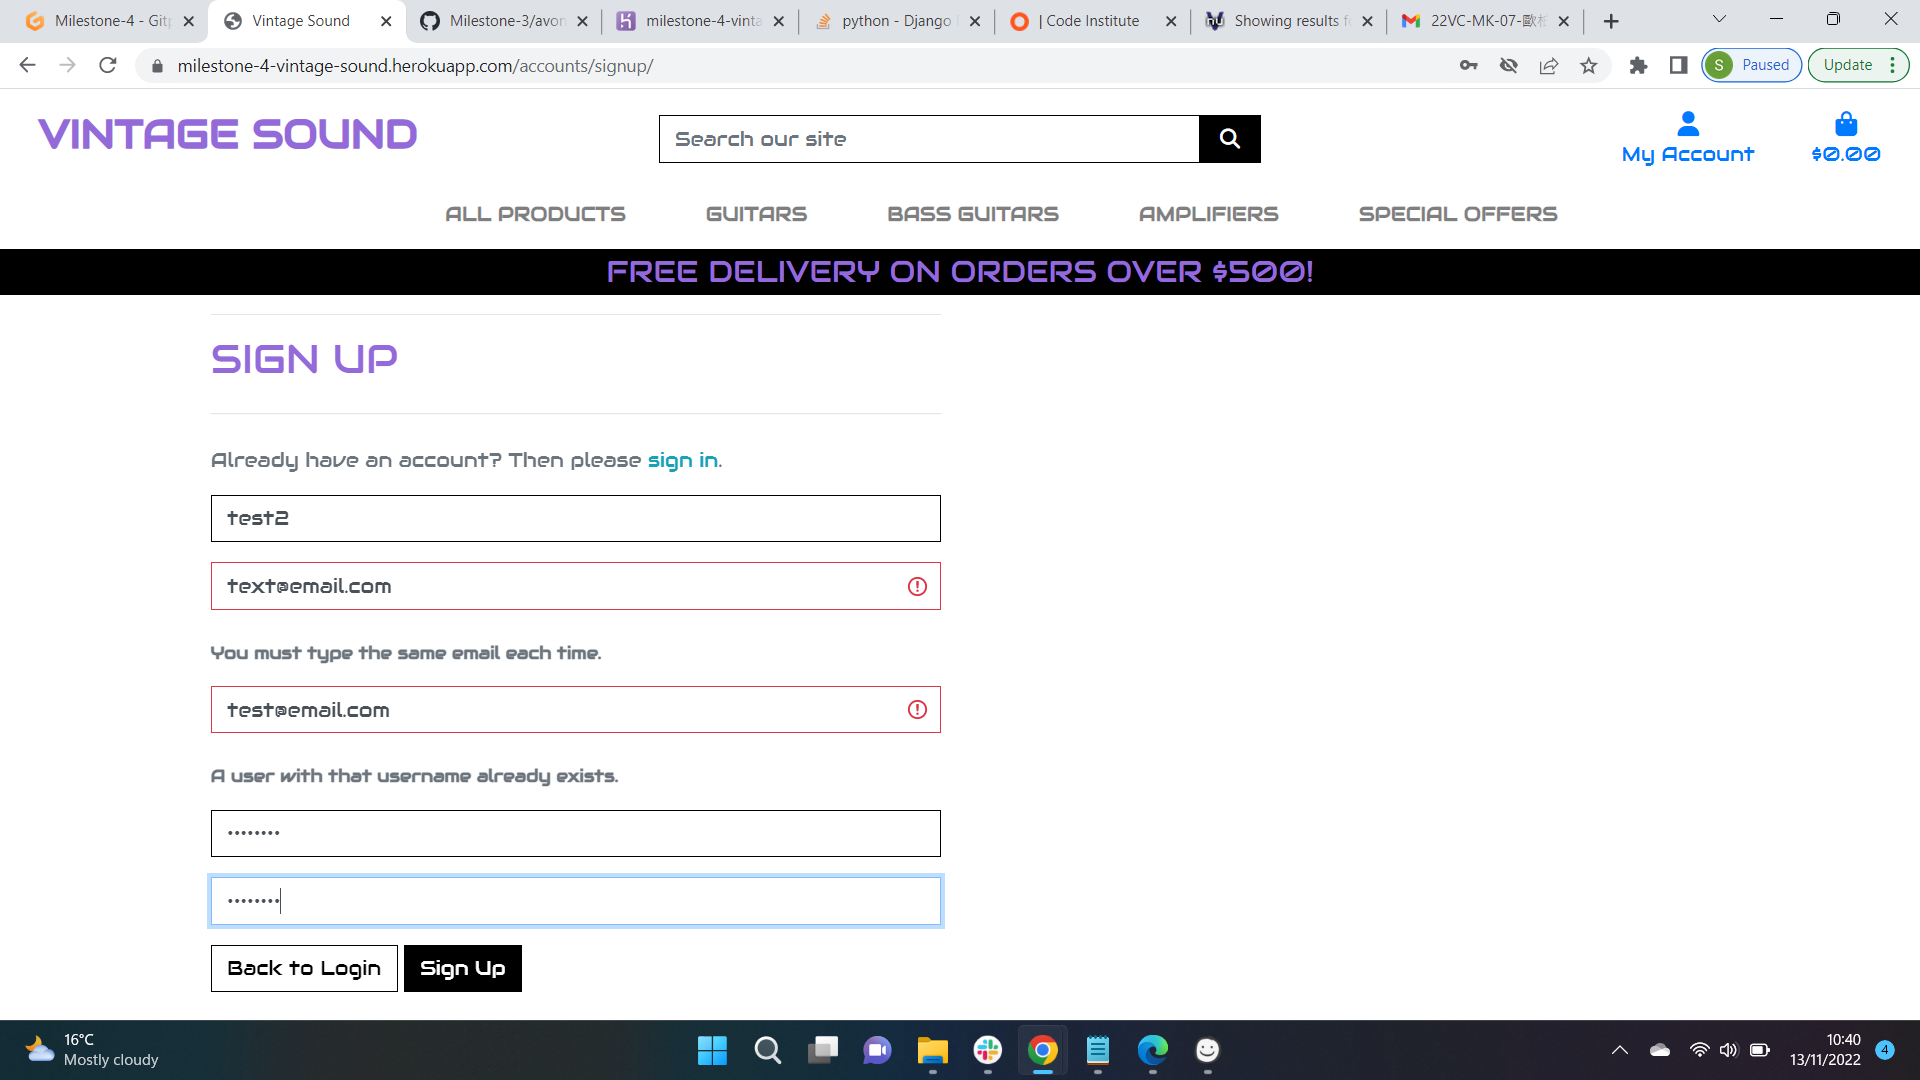 Milestone-4 - Gitp
Vintage Sound
Milestone-3/avon
milestone-4-vinta
python - Django
| Code Institute
Showing results f
22VC-MK-07-歐
milestone-4-vintage-sound.herokuapp.com/accounts/signup/
S Paused
Update
VINTAGE SOUND
Search our site
My Account
$0.00
ALL PRODUCTS GUITARS BASS GUITARS AMPLIFIERS SPECIAL OFFERS
FREE DELIVERY ON ORDERS OVER $500!
SIGN UP
Already have an account? Then please sign in.
test2
text@email.com
You must type the same email each time.
test@email.com
A user with that username already exists.
••••••••
••••••••
Back to Login
Sign Up
16°C
Mostly cloudy
10:40
13/11/2022
4